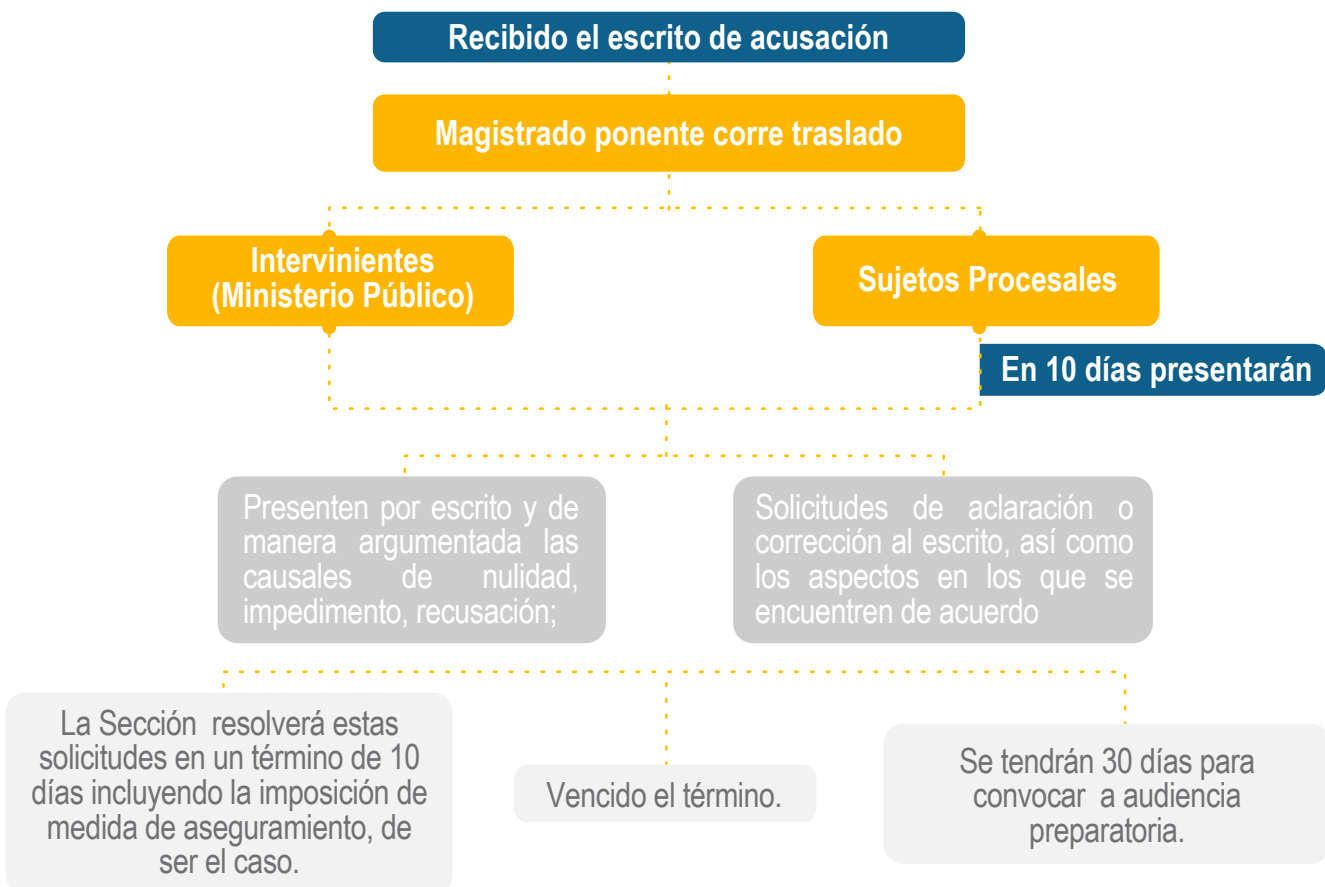 Recibido el escrito de acusación
Magistrado ponente corre traslado
Intervinientes
(Ministerio Público)
Sujetos Procesales
En 10 días presentarán
Presenten por escrito y de
manera argumentada las
causales de nulidad,
impedimento, recusación;
Solicitudes de aclaración o
corrección al escrito, así como
los aspectos en los que se
encuentren de acuerdo
La Sección resolverá estas
solicitudes en un término de 10
días incluyendo la imposición de
medida de aseguramiento, de
ser el caso.
Vencido el término.
Se tendrán 30 días para
convocar a audiencia
preparatoria.